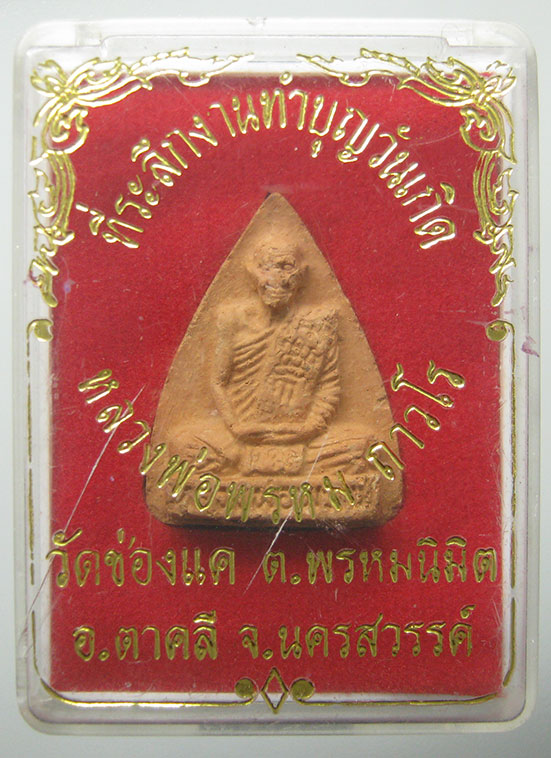 ที่ระลึกงานทำบุญวันเกิด
หลวงพ่อพรหม ถาวโร
วัดช่องแค ต.พรหมนิมิต
อ.ตาคลี จ.นครสวรรค์